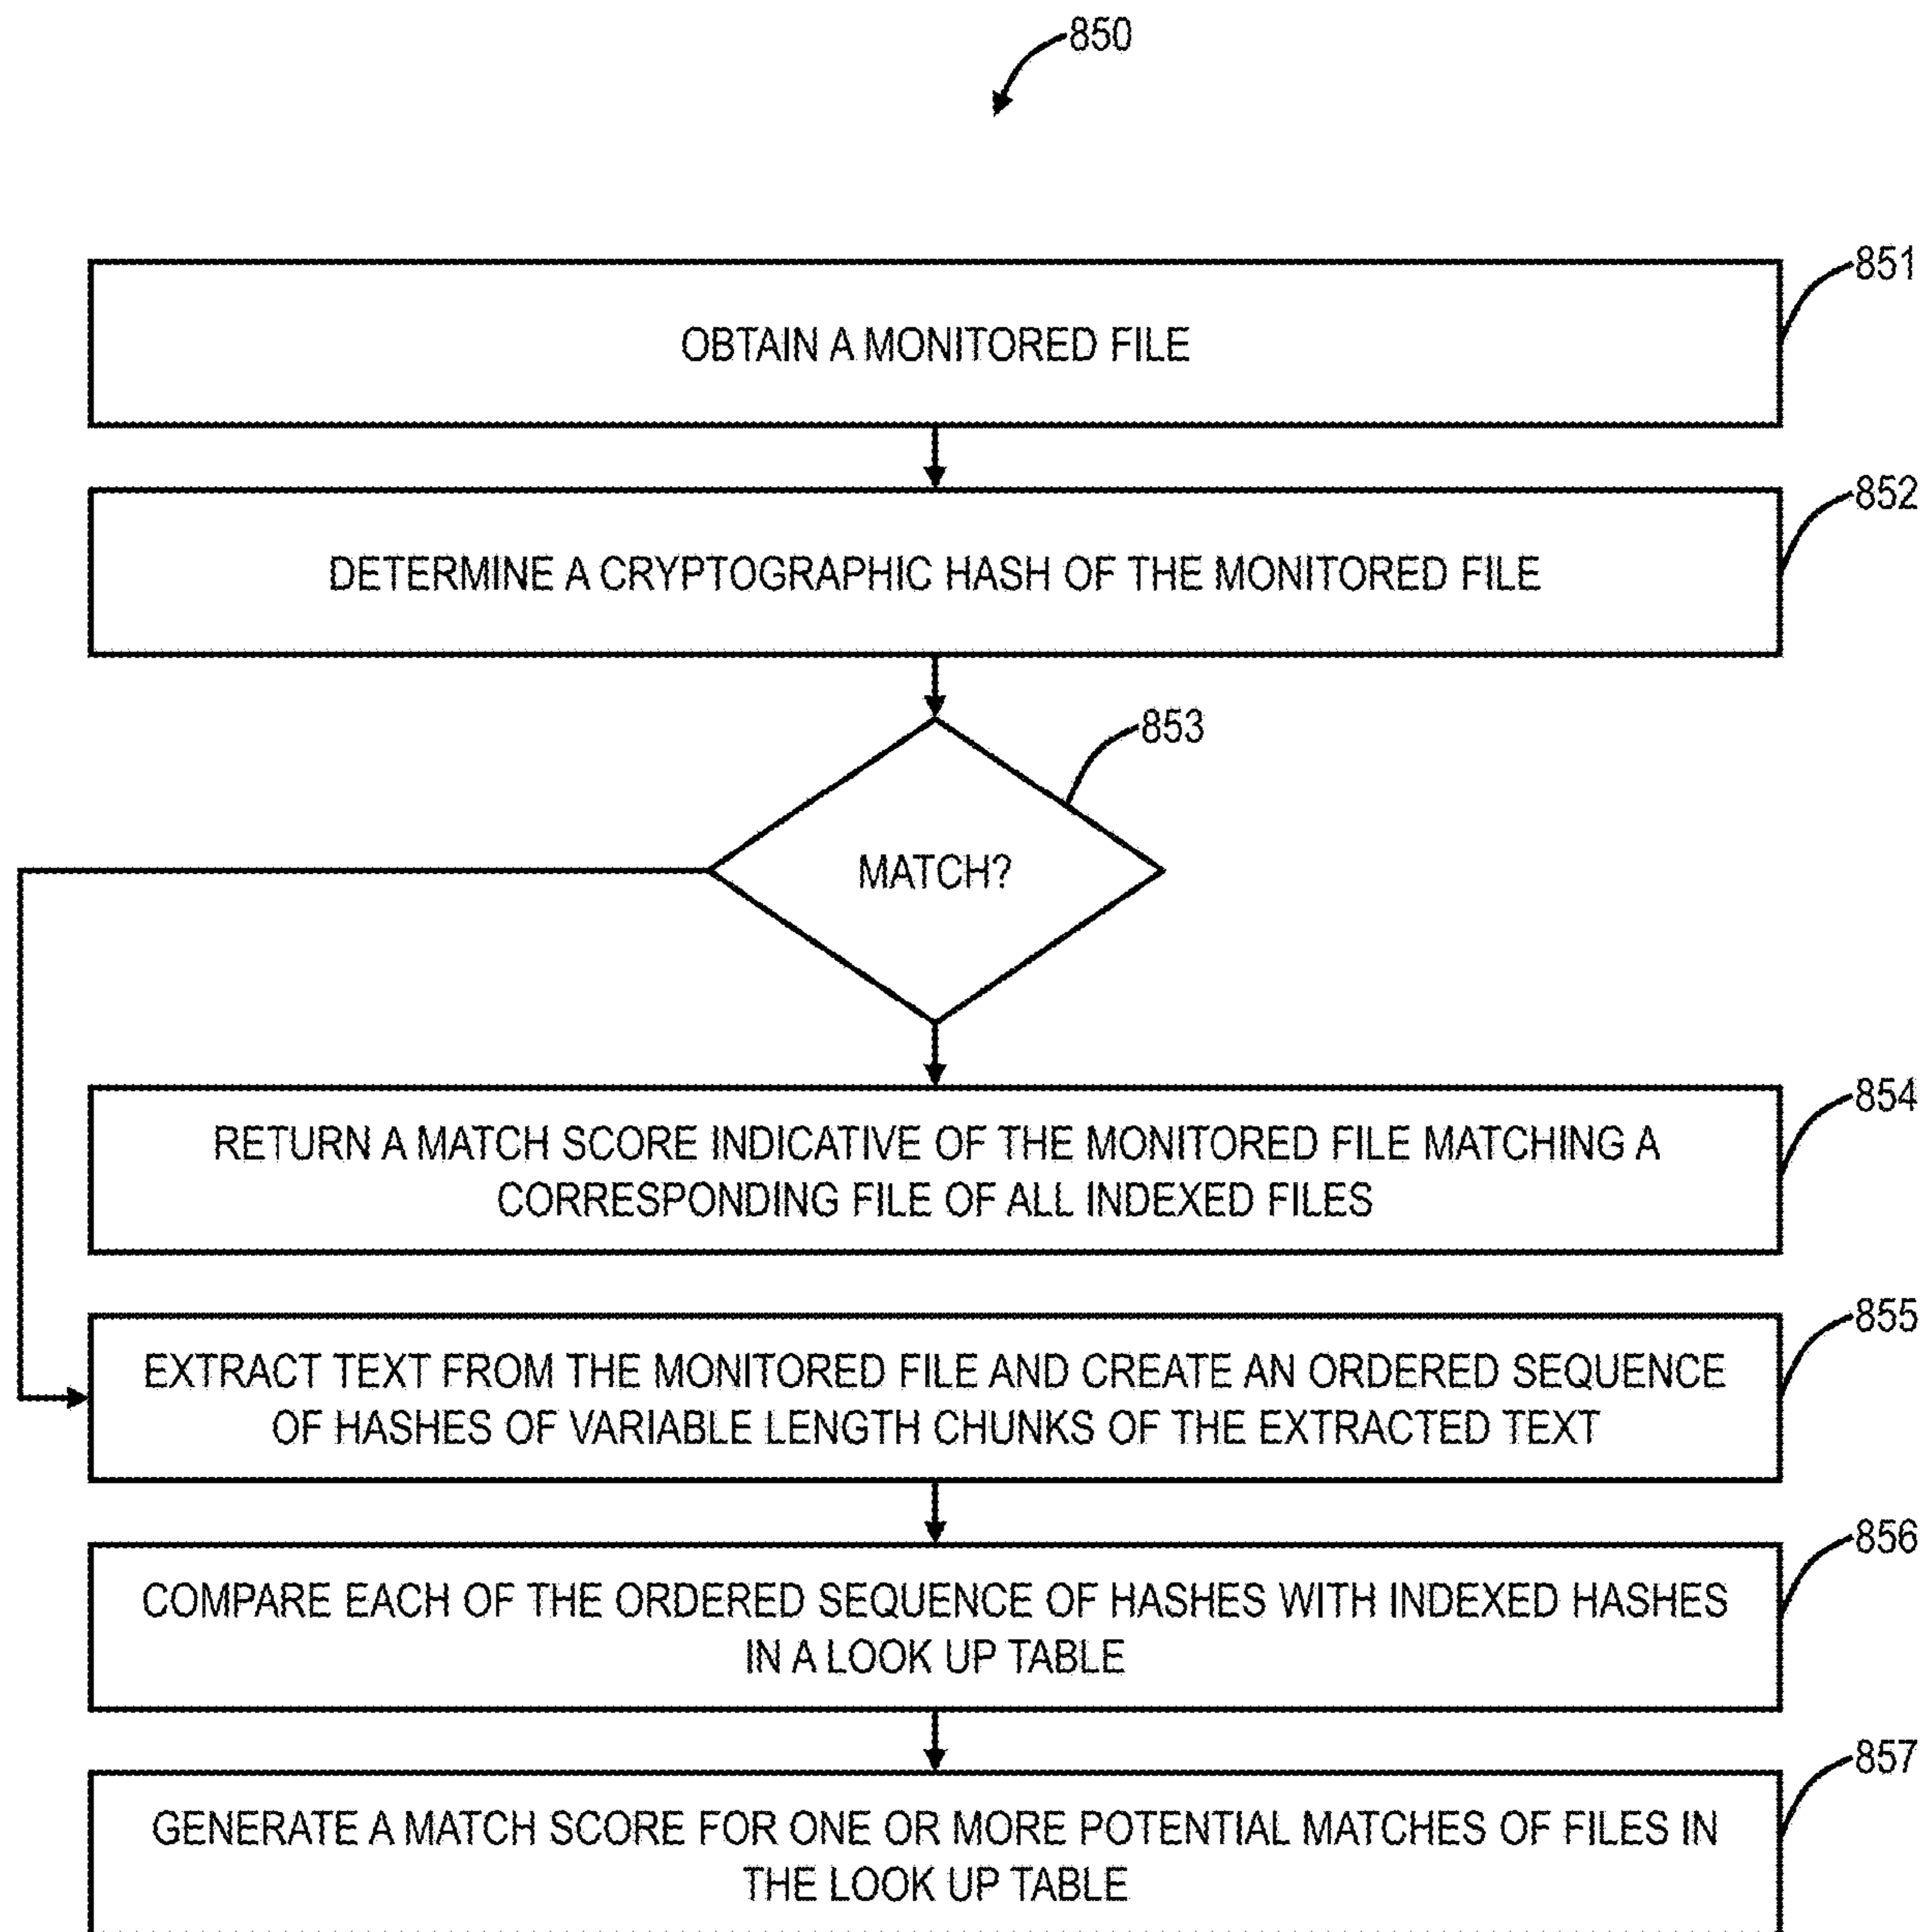 850
851
OBTAIN A MONITORED FILE
852
DETERMINE A CRYPTOGRAPHIC HASH OF THE MONITORED FILE
853
MATCH?
854
RETURN A MATCH SCORE INDICATIVE OF THE MONITORED FILE MATCHING A
CORRESPONDING FILE OF ALL INDEXED FILES
855
EXTRACT TEXT FROM THE MONITORED FILE AND CREATE AN ORDERED SEQUENCE
OF HASHES OF VARIABLE LENGTH CHUNKS OF THE EXTRACTED TEXT
856
COMPARE EACH OF THE ORDERED SEQUENCE OF HASHES WITH INDEXED HASHES
IN A LOOK UP TABLE
857
GENERATE A MATCH SCORE FOR ONE OR MORE POTENTIAL MATCHES OF FILES IN
THE LOOK UP TABLE